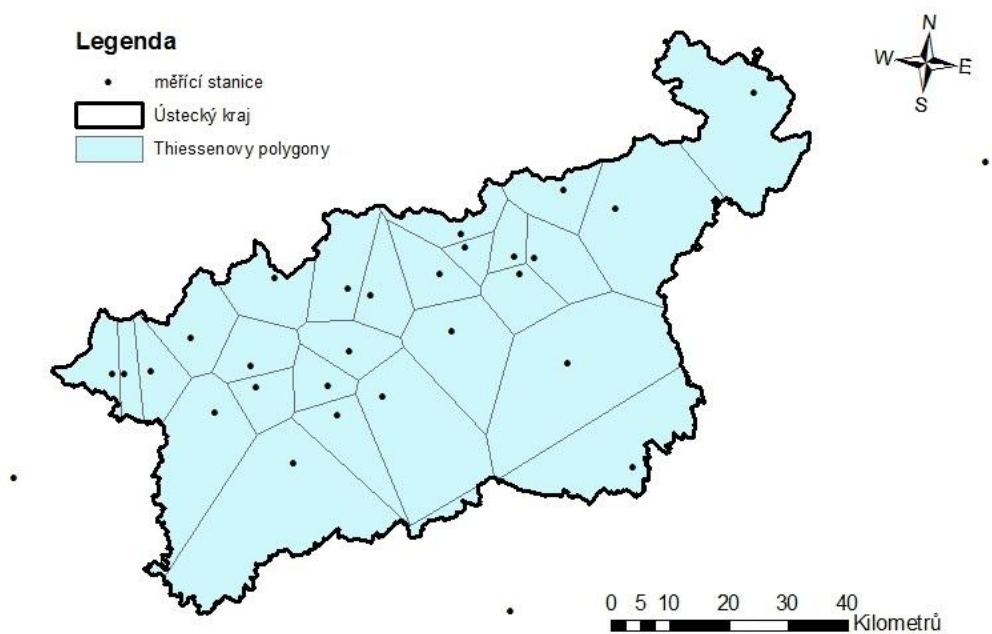 Legenda
měřící stanice
Ústecký kraj
Thiessenovy polygony
N
W E
S
0 5 10 20 30 40
Kilometrů